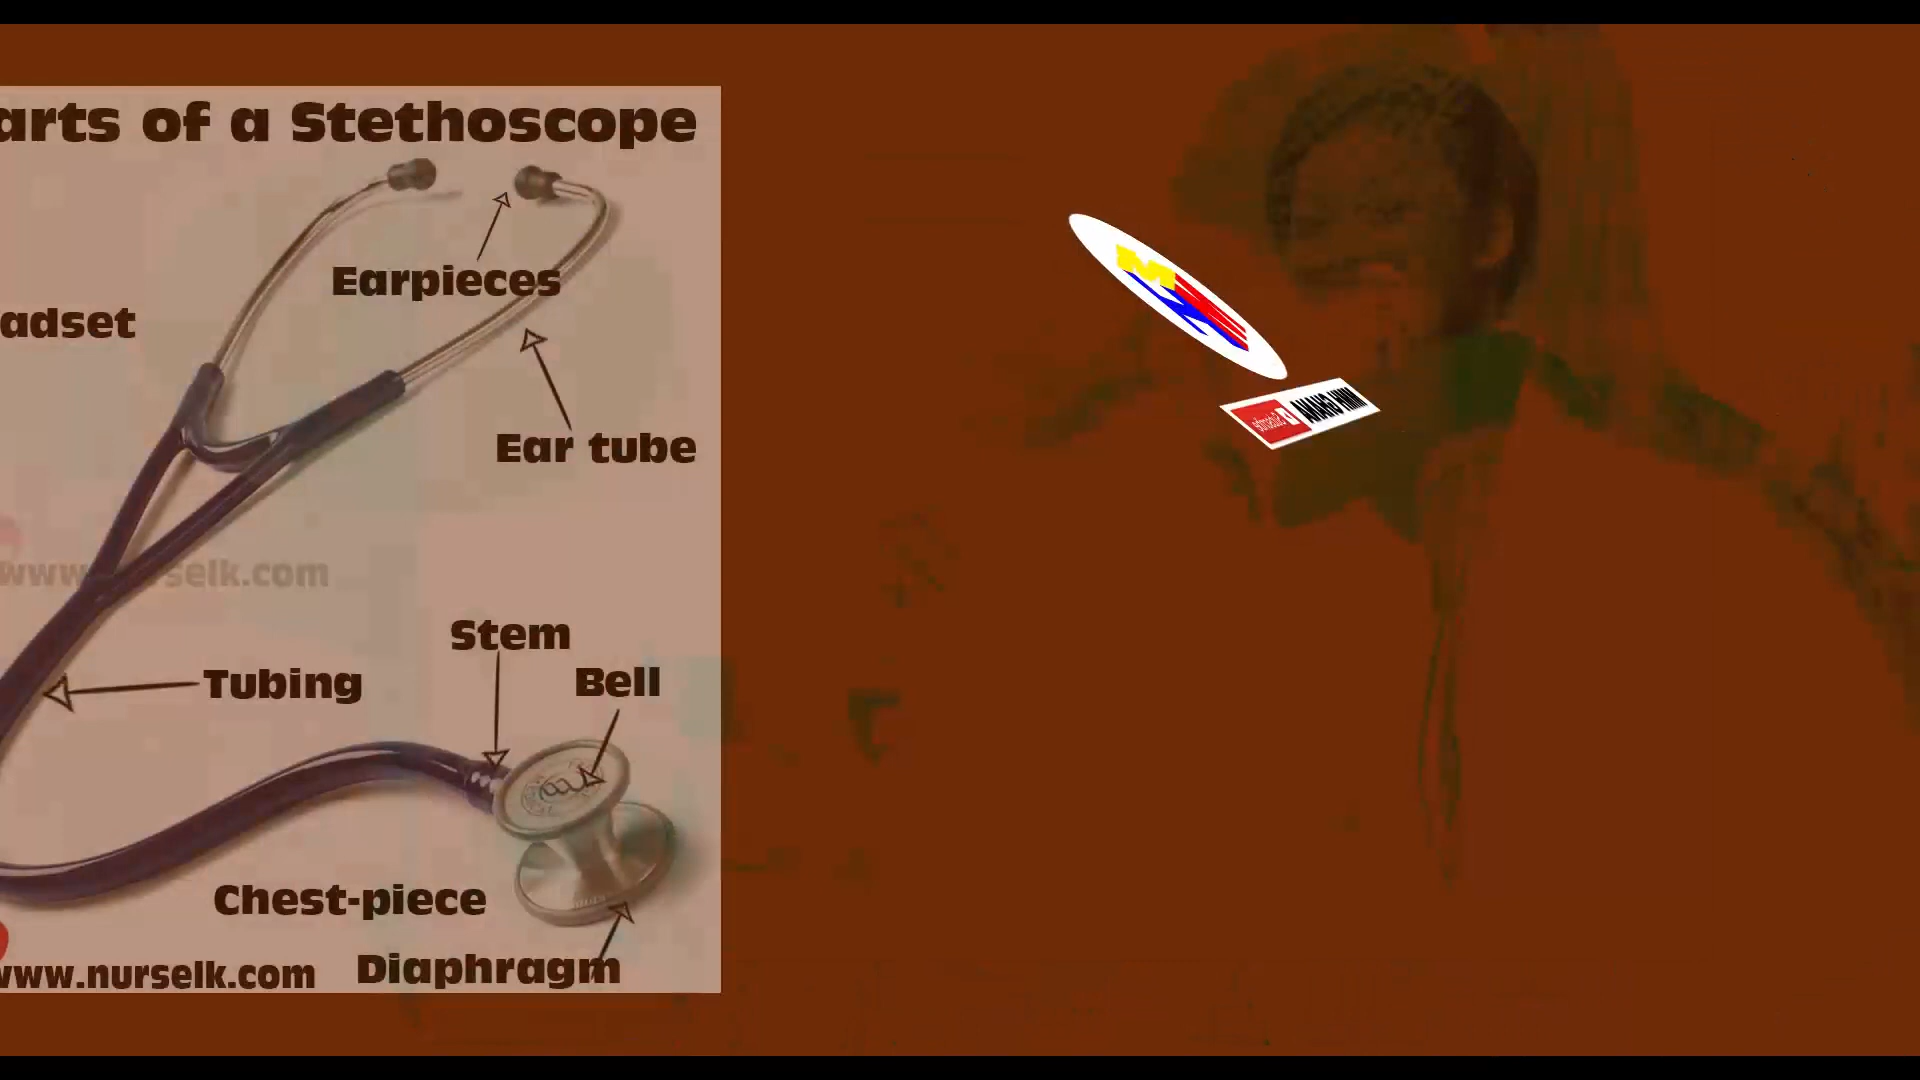 arts of a Stethoscope
Earpieces
adset
Ear tube
www.nurselk.com
Stem
Bell
Tubing
Chest-piece
www.nurselk.com
Diaphragm